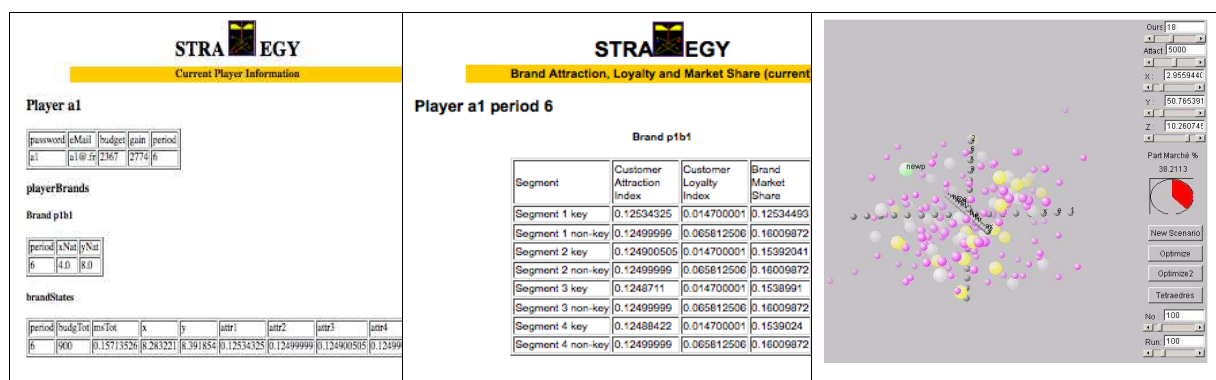 STRA EGY
Current Player Information
Player a1
password eMail budget gain period
a1 a1@.fr 2367 2774 6
playerBrands
Brand p1b1
period xNat yNat
6 4.0 8.0
brandStates
period budgTot msTot x y attr1 attr2 attr3 attr4
6 900 0.15713526 8.283221 8.391854 0.12534325 0.12499999 0.124900505 0.12499
STRA EGY
Brand Attraction, Loyalty and Market Share (current
Player a1 period 6
Brand p1b1
Segment Customer Attraction Index Customer Loyalty Index Brand Market Share
Segment 1 key 0.12534325 0.014700001 0.12534493
Segment 1 non-key 0.12499999 0.065812506 0.16009872
Segment 2 key 0.124900505 0.014700001 0.15392041
Segment 2 non-key 0.12499999 0.065812506 0.16009872
Segment 3 key 0.1248711 0.014700001 0.1538991
Segment 3 non-key 0.12499999 0.065812506 0.16009872
Segment 4 key 0.12488422 0.014700001 0.1539024
Segment 4 non-key 0.12499999 0.065812506 0.16009872
newp
Ours 18
Attact 5000
X : 2.955944
Y : 50.765391
Z : 10.26074
Part Marché %
38.2113
New Scenario
Optimize
Optimize2
Tetraedres
No : 100
Run: 100